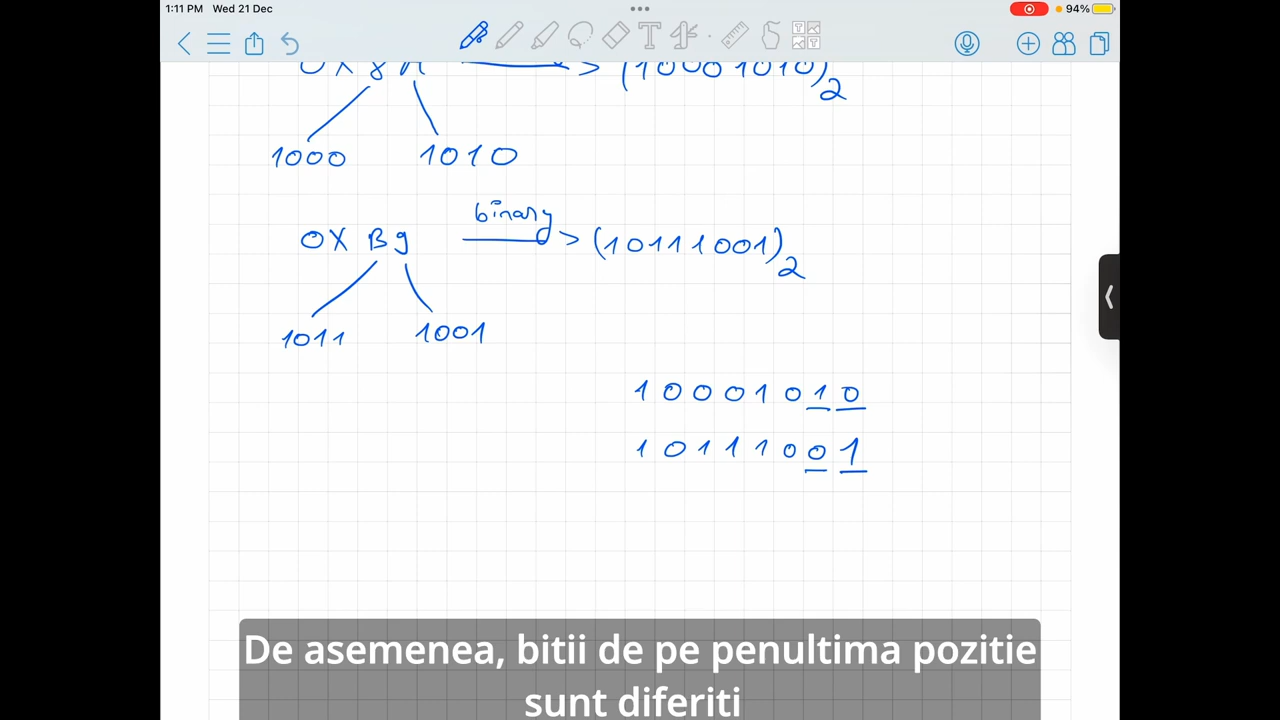 1:11 PM Wed 21 Dec
94%
0X8A → (10001010)2
1000 1010
binary
0X B9 → (10111001)2
1011 1001
10001010
10111001
De asemenea, bitii de pe penultima pozitie
sunt diferiti